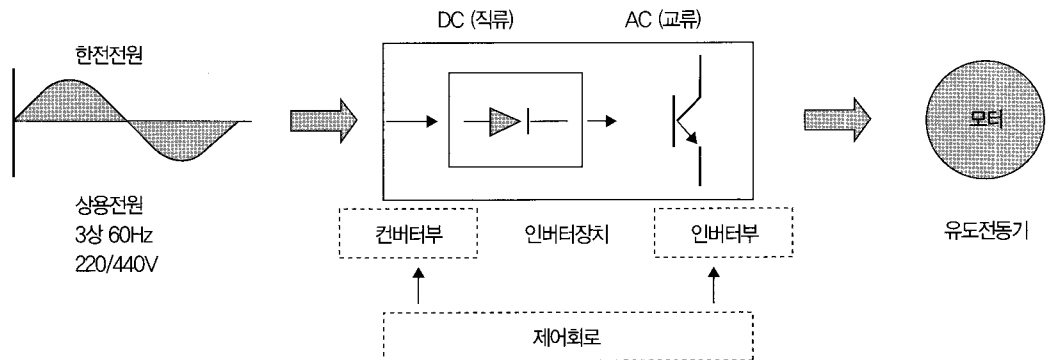 DC (직류)
AC (교류)
한전전원
모터
상용전원
3상 60Hz
220/440V
컨버터부
인버터장치
인버터부
유도전동기
제어회로